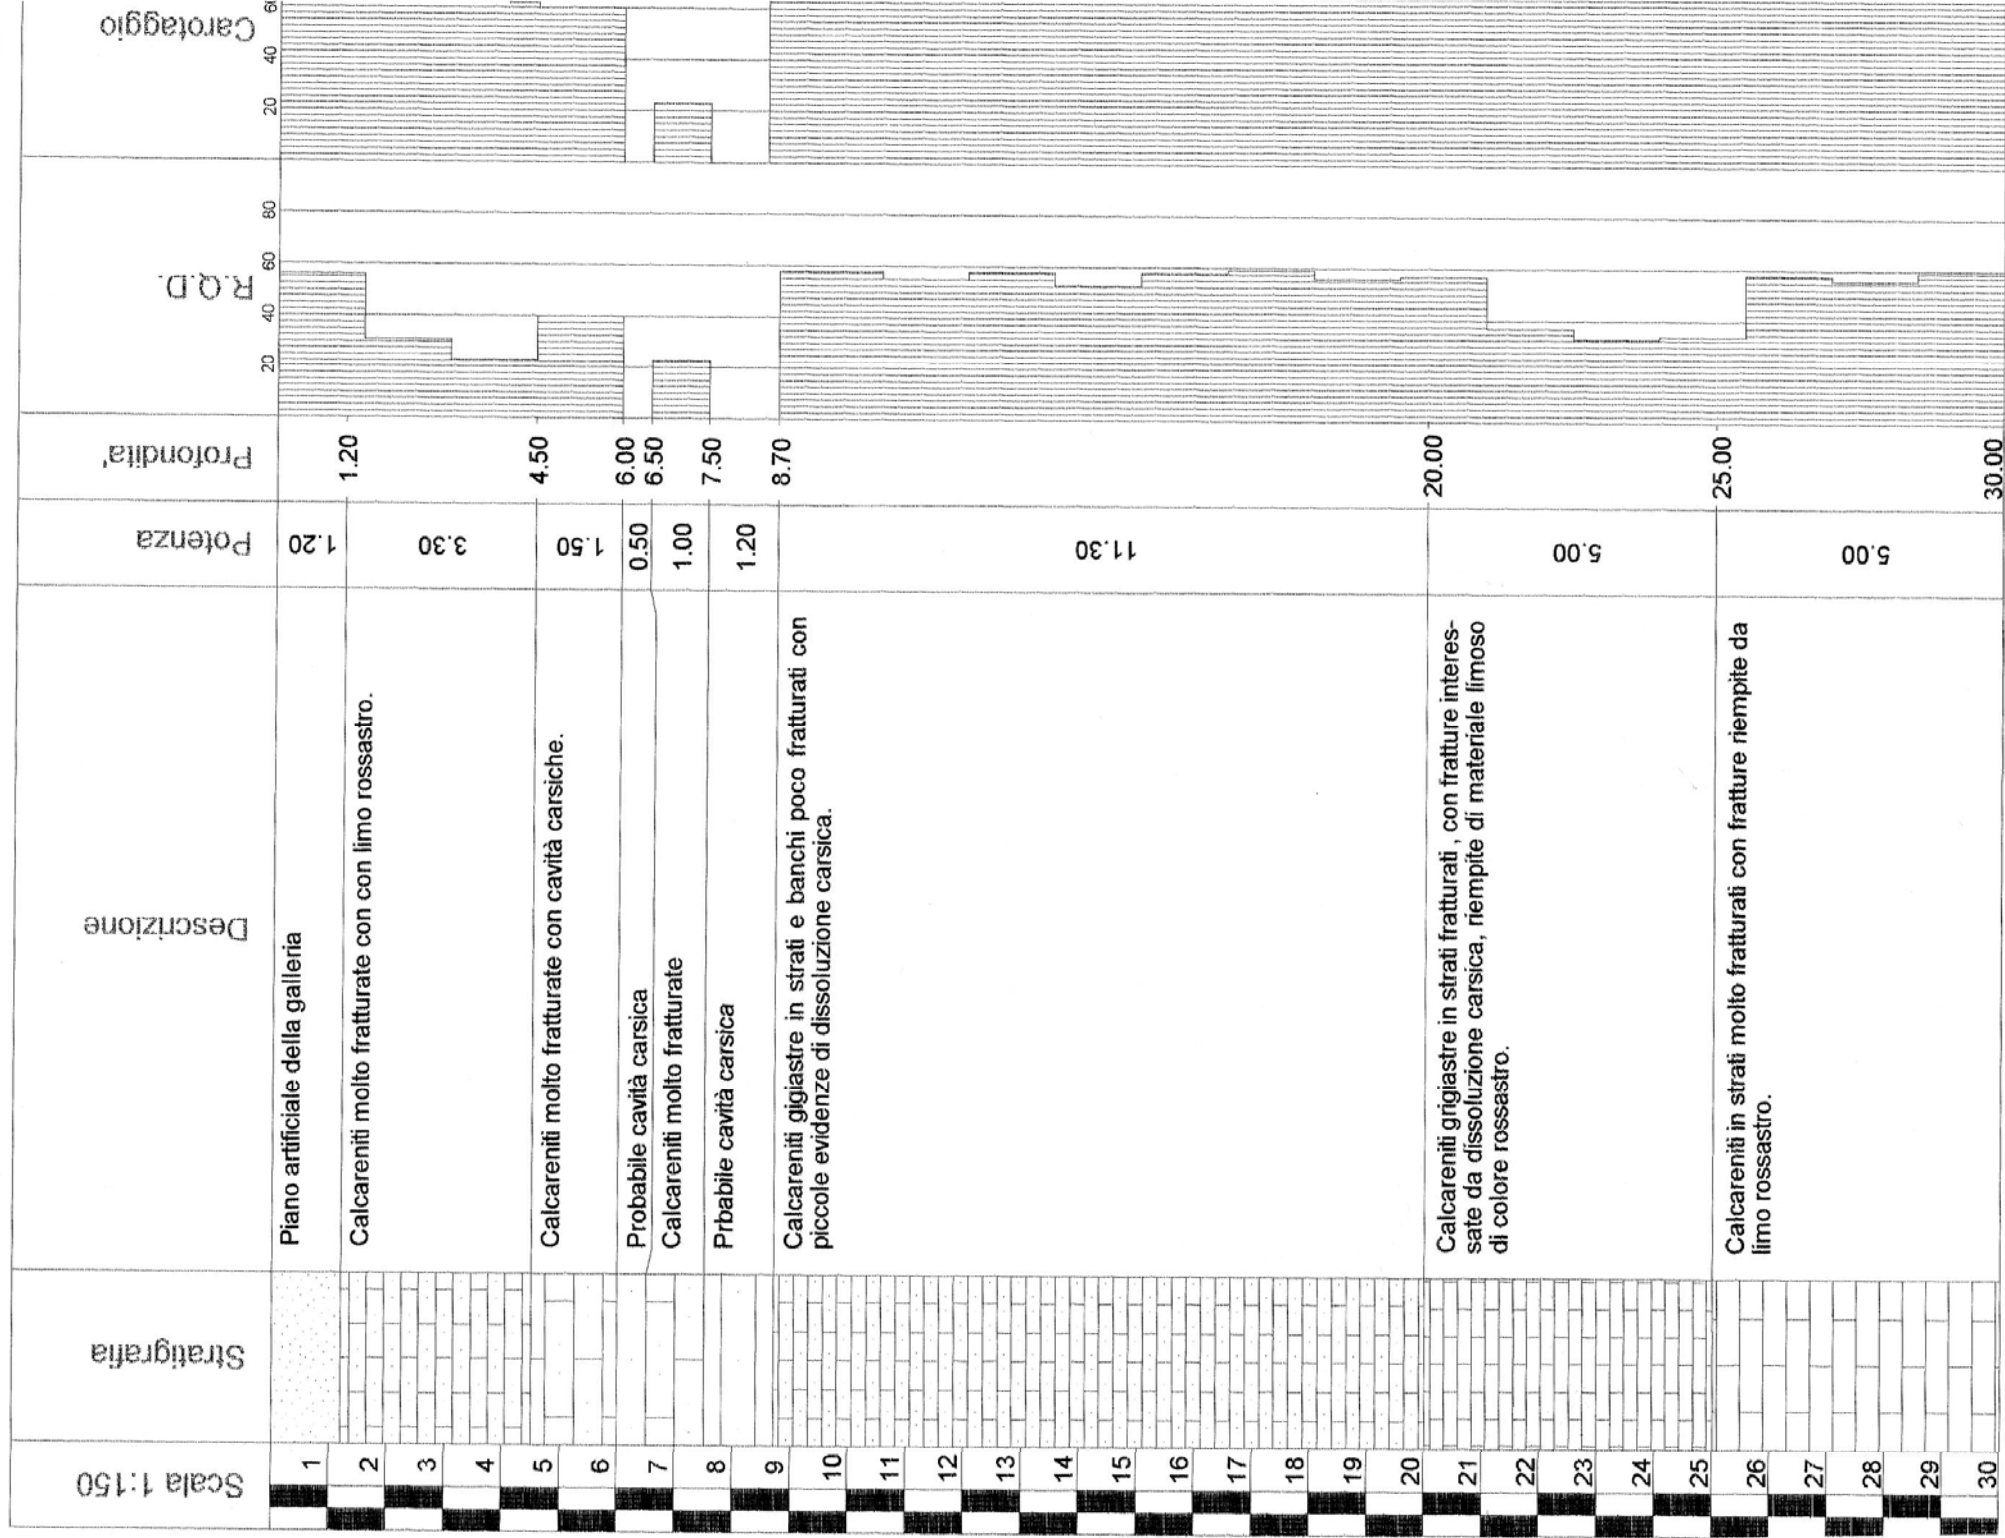 Scala 1:150
Stratigrafia
Descrizione
Potenza
Profondita'
R.Q.D.
Carotaggio
20 40 60 80
20 40
1
2
3
4
5
6
7
8
9
10
11
12
13
14
15
16
17
18
19
20
21
22
23
24
25
26
27
28
29
30
Piano artificiale della galleria
1.20
1.20
Calcareniti molto fratturate con con limo rossastro.
3.30
4.50
Calcareniti molto fratturate con cavità carsiche.
1.50
6.00
Probabile cavità carsica
0.50
6.50
Calcareniti molto fratturate
1.00
7.50
Prbabile cavità carsica
1.20
8.70
Calcareniti gigiastre in strati e banchi poco fratturati con
piccole evidenze di dissoluzione carsica.
11.30
20.00
Calcareniti grigiastre in strati fratturati , con fratture interes-
sate da dissoluzione carsica, riempite di materiale limoso
di colore rossastro.
5.00
25.00
Calcareniti in strati molto fratturati con fratture riempite da
limo rossastro.
5.00
30.00